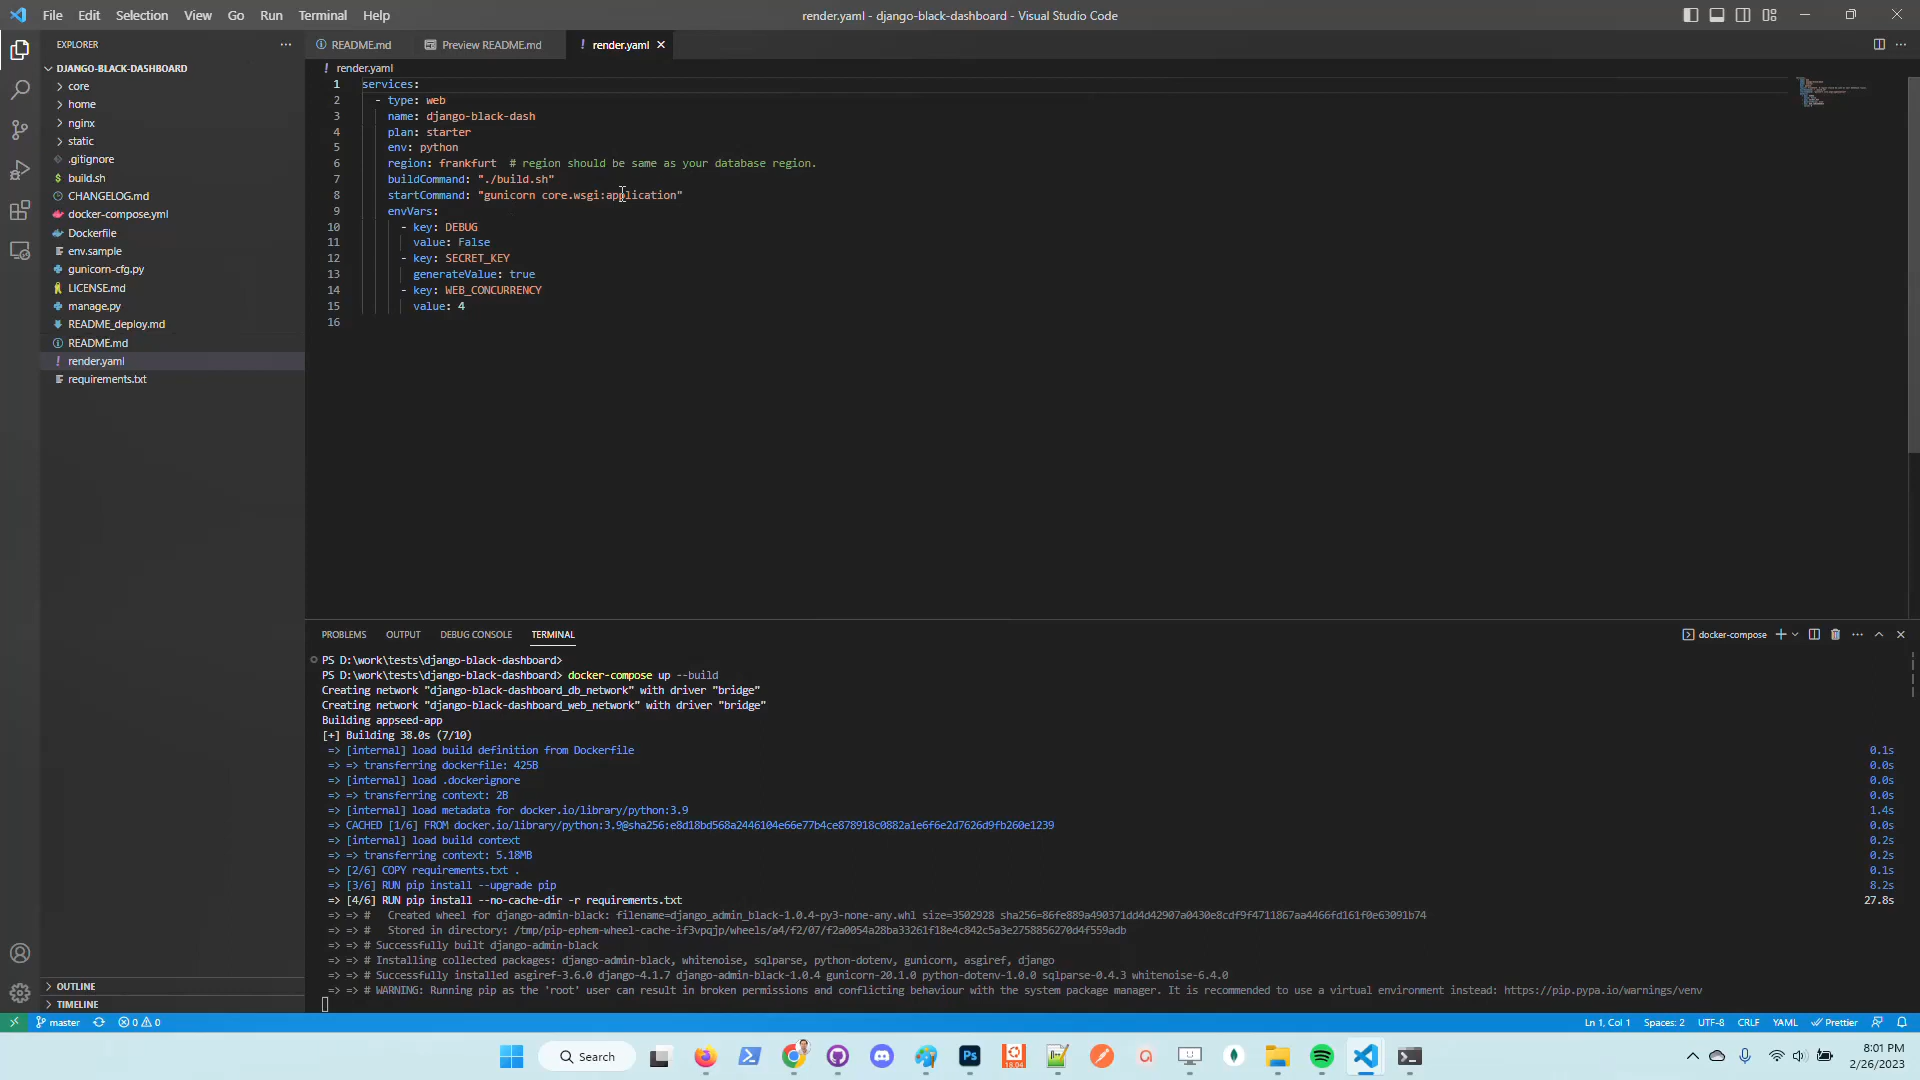 File Edit Selection View Go Run Terminal Help
render.yaml - django-black-dashboard - Visual Studio Code
EXPLORER
DJANGO-BLACK-DASHBOARD
core
home
nginx
static
.gitignore
build.sh
CHANGELOG.md
docker-compose.yml
Dockerfile
env.sample
gunicorn-cfg.py
LICENSE.md
manage.py
README_deploy.md
README.md
render.yaml
requirements.txt
OUTLINE
TIMELINE
README.md Preview README.md render.yaml
render.yaml
1 services:
2 - type: web
3 name: django-black-dash
4 plan: starter
5 env: python
6 region: frankfurt # region should be same as your database region.
7 buildCommand: "./build.sh"
8 startCommand: "gunicorn core.wsgi:application"
9 envVars:
10 - key: DEBUG
11 value: False
12 - key: SECRET_KEY
13 generateValue: true
14 - key: WEB_CONCURRENCY
15 value: 4
16
PROBLEMS OUTPUT DEBUG CONSOLE TERMINAL
docker-compose
PS D:\work\tests\django-black-dashboard>
PS D:\work\tests\django-black-dashboard> docker-compose up --build
Creating network "django-black-dashboard_db_network" with driver "bridge"
Creating network "django-black-dashboard_web_network" with driver "bridge"
Building appseed-app
[+] Building 38.0s (7/10)
=> [internal] load build definition from Dockerfile 0.1s
=> => transferring dockerfile: 425B 0.0s
=> [internal] load .dockerignore 0.0s
=> => transferring context: 2B 0.0s
=> [internal] load metadata for docker.io/library/python:3.9 1.4s
=> CACHED [1/6] FROM docker.io/library/python:3.9@sha256:e8d18bd568a2446104e66e77b4ce878918c0882a1e6f6e2d7626d9fb260e1239 0.0s
=> [internal] load build context 0.2s
=> => transferring context: 5.18MB 0.2s
=> [2/6] COPY requirements.txt . 0.1s
=> [3/6] RUN pip install --upgrade pip 8.2s
=> [4/6] RUN pip install --no-cache-dir -r requirements.txt 27.8s
=> => # Created wheel for django-admin-black: filename=django_admin_black-1.0.4-py3-none-any.whl size=3502928 sha256=86fe889a490371dd4d42907a0430e8cdf9f4711867aa4466fd161f0e63091b74
=> => # Stored in directory: /tmp/pip-ephem-wheel-cache-if3vpqjp/wheels/a4/f2/07/f2a0054a28ba33261f18e4c842c5a3e2758856270d4f559adb
=> => # Successfully built django-admin-black
=> => # Installing collected packages: django-admin-black, whitenoise, sqlparse, python-dotenv, gunicorn, asgiref, django
=> => # Successfully installed asgiref-3.6.0 django-4.1.7 django-admin-black-1.0.4 gunicorn-20.1.0 python-dotenv-1.0.0 sqlparse-0.4.3 whitenoise-6.4.0
=> => # WARNING: Running pip as the 'root' user can result in broken permissions and conflicting behaviour with the system package manager. It is recommended to use a virtual environment instead: https://pip.pypa.io/warnings/venv
master 0 0
Ln 1, Col 1 Spaces: 2 UTF-8 CRLF YAML Prettier
Search
Ps
18.04
8:01 PM
2/26/2023